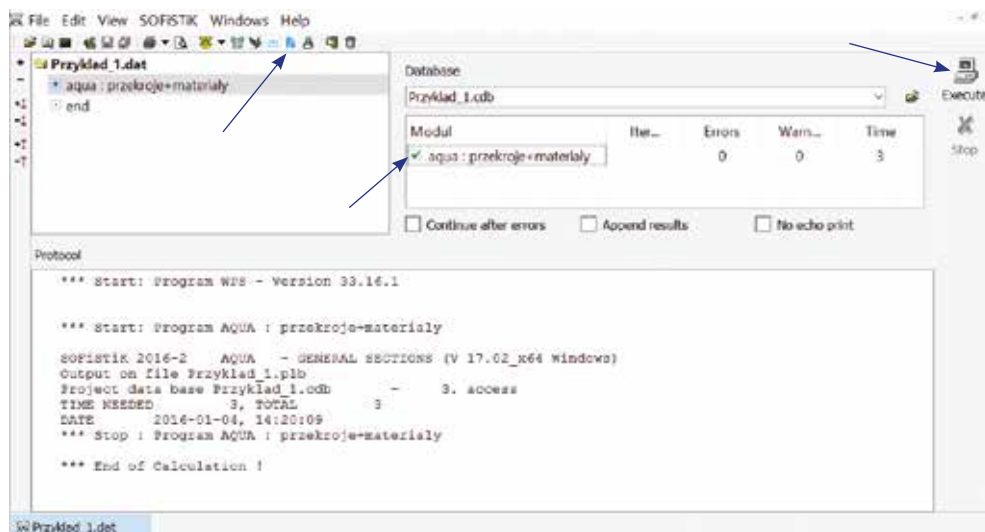 File Edit View SOFiSTiK Windows Help
Przyklad_1.dat
aqua : przekroje+materialy
end
Database
Przyklad_1.cdb
Execute
Stop
Modul Iter... Errors Warn... Time
aqua : przekroje+materialy 0 0 3
Continue after errors Append results No echo print
Protocol
*** Start: Program WPS - Version 33.16.1
*** Start: Program AQUA : przekroje+materialy
SOFiSTiK 2016-2 AQUA - GENERAL SECTIONS (V 17.02_x64 Windows)
Output on file Przyklad_1.plb
Project data base Przyklad_1.cdb - 3. access
TIME NEEDED 3, TOTAL 3
DATE 2016-01-04, 14:20:09
*** Stop : Program AQUA : przekroje+materialy
*** End of Calculation !
Przyklad_1.dat